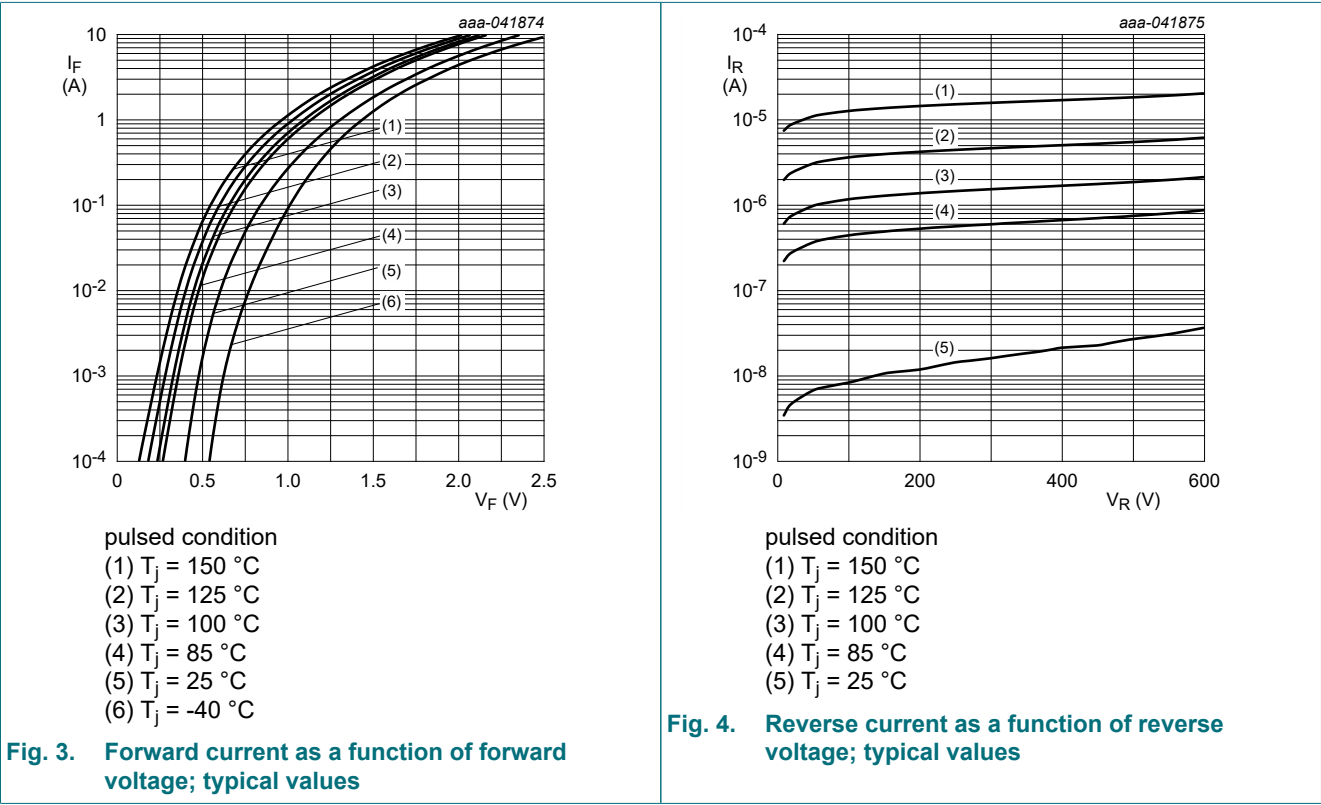 aaa-041874
I_F
(A)
10
1
10^-1
10^-2
10^-3
10^-4
(1)
(2)
(3)
(4)
(5)
(6)
0 0.5 1.0 1.5 2.0 2.5
V_F (V)
pulsed condition
(1) T_j = 150 °C
(2) T_j = 125 °C
(3) T_j = 100 °C
(4) T_j = 85 °C
(5) T_j = 25 °C
(6) T_j = -40 °C
Fig. 3. Forward current as a function of forward
voltage; typical values
aaa-041875
I_R
(A)
10^-4
10^-5
10^-6
10^-7
10^-8
10^-9
(1)
(2)
(3)
(4)
(5)
0 200 400 600
V_R (V)
pulsed condition
(1) T_j = 150 °C
(2) T_j = 125 °C
(3) T_j = 100 °C
(4) T_j = 85 °C
(5) T_j = 25 °C
Fig. 4. Reverse current as a function of reverse
voltage; typical values